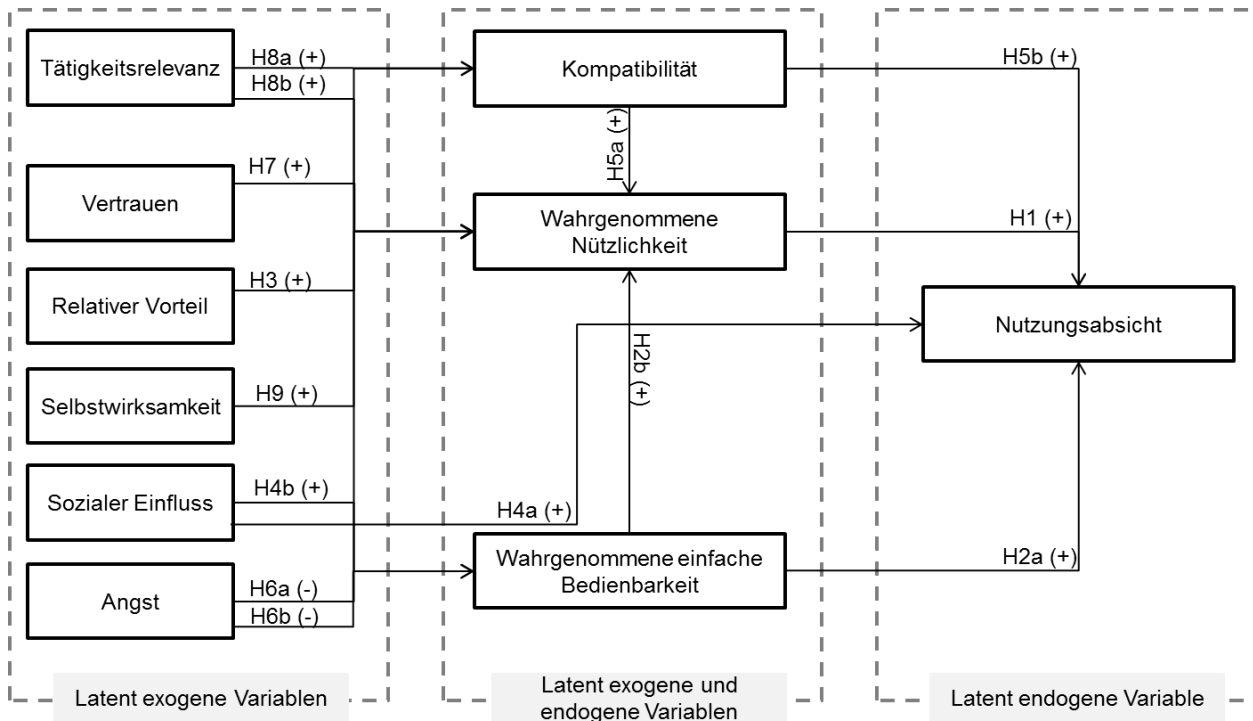 Tätigkeitsrelevanz
H8a (+)
H8b (+)
Vertrauen
H7 (+)
Relativer Vorteil
H3 (+)
Selbstwirksamkeit
H9 (+)
Sozialer Einfluss
H4b (+)
H4a (+)
Angst
H6a (-)
H6b (-)
Latent exogene Variablen
Kompatibilität
H5a (+)
Wahrgenommene
Nützlichkeit
H2b (+)
Wahrgenommene einfache
Bedienbarkeit
Latent exogene und
endogene Variablen
H5b (+)
H1 (+)
Nutzungsabsicht
H2a (+)
Latent endogene Variable